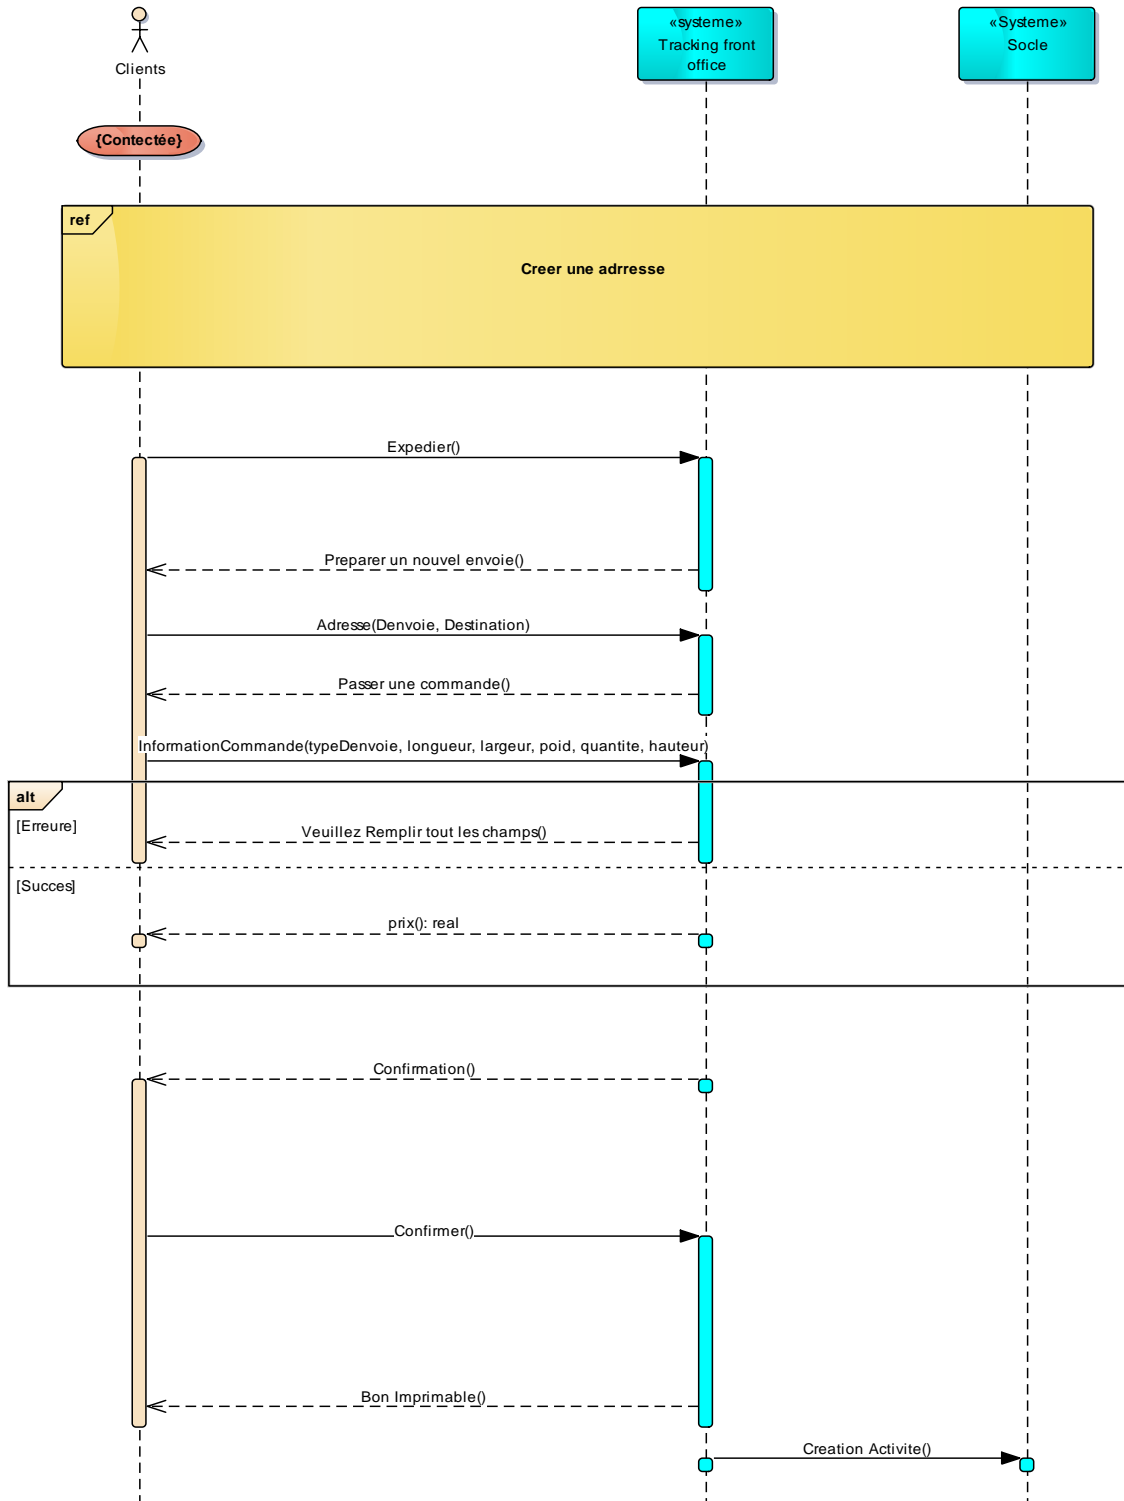 Clients
«systeme»
Tracking front
office
«Systeme»
Socle
{Contectée}
ref
Creer une adrresse
Expedier()
Preparer un nouvel envoie()
Adresse(Denvoie, Destination)
Passer une commande()
InformationCommande(typeDenvoie, longueur, largeur, poid, quantite, hauteur)
alt
[Erreure]
Veuillez Remplir tout les champs()
[Succes]
prix(): real
Confirmation()
Confirmer()
Bon Imprimable()
Creation Activite()